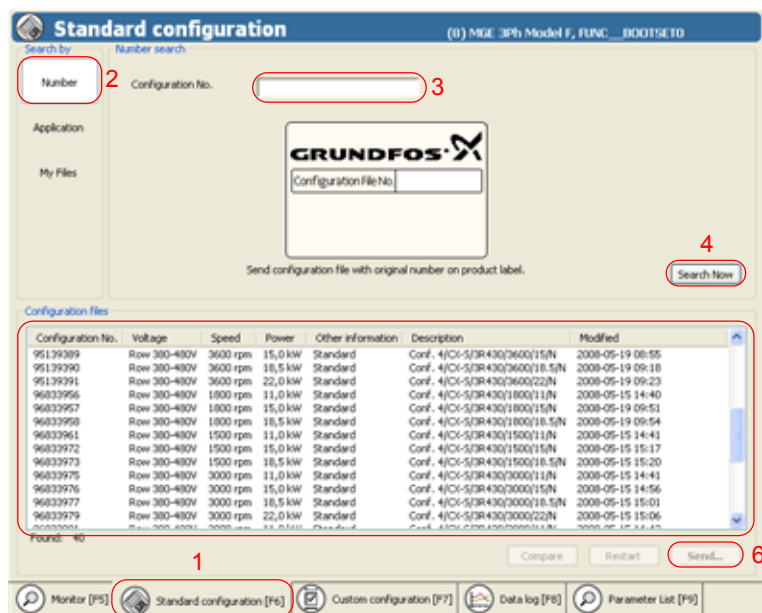 Standard configuration
(0) MGE 3Ph Model F, FUNC__BOOTSET0
Search by
Number search
Number
2
Configuration No.
3
Application
My Files
GRUNDFOS
Configuration File No.
Send configuration file with original number on product label.
4
Search Now
Configuration files
Configuration No. Voltage Speed Power Other information Description Modified
95139389 Row 380-480V 3600 rpm 15,0 kW Standard Conf. 4/CX-S/3R430/3600/15/N 2008-05-19 08:55
95139390 Row 380-480V 3600 rpm 18,5 kW Standard Conf. 4/CX-S/3R430/3600/18.5/N 2008-05-19 09:18
95139391 Row 380-480V 3600 rpm 22,0 kW Standard Conf. 4/CX-S/3R430/3600/22/N 2008-05-19 09:23
96833956 Row 380-480V 1800 rpm 11,0 kW Standard Conf. 4/CX-S/3R430/1800/11/N 2008-05-15 14:40
96833957 Row 380-480V 1800 rpm 15,0 kW Standard Conf. 4/CX-S/3R430/1800/15/N 2008-05-19 09:51
96833958 Row 380-480V 1800 rpm 18,5 kW Standard Conf. 4/CX-S/3R430/1800/18.5/N 2008-05-19 09:54
96833961 Row 380-480V 1500 rpm 11,0 kW Standard Conf. 4/CX-S/3R430/1500/11/N 2008-05-15 14:41
96833972 Row 380-480V 1500 rpm 15,0 kW Standard Conf. 4/CX-S/3R430/1500/15/N 2008-05-15 15:17
96833973 Row 380-480V 1500 rpm 18,5 kW Standard Conf. 4/CX-S/3R430/1500/18.5/N 2008-05-15 15:20
96833975 Row 380-480V 3000 rpm 11,0 kW Standard Conf. 4/CX-S/3R430/3000/11/N 2008-05-15 14:41
96833976 Row 380-480V 3000 rpm 15,0 kW Standard Conf. 4/CX-S/3R430/3000/15/N 2008-05-15 14:56
96833977 Row 380-480V 3000 rpm 18,5 kW Standard Conf. 4/CX-S/3R430/3000/18.5/N 2008-05-15 15:01
96833979 Row 380-480V 3000 rpm 22,0 kW Standard Conf. 4/CX-S/3R430/3000/22/N 2008-05-15 15:06
Found: 40
1
Compare
Restart
Send...
6
Monitor [F5]
Standard configuration [F6]
Custom configuration [F7]
Data log [F8]
Parameter List [F9]